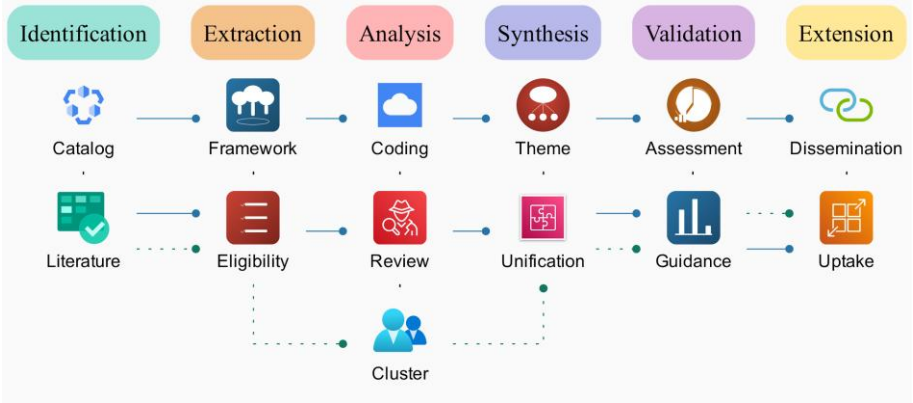 Identification
Extraction
Analysis
Synthesis
Validation
Extension
Catalog
Framework
Coding
Theme
Assessment
Dissemination
Literature
Eligibility
Review
Unification
Guidance
Uptake
Cluster